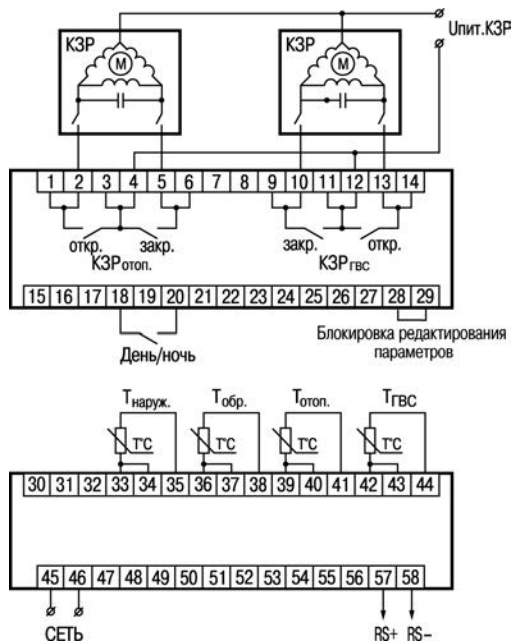 КЗР
КЗР
Uпит.КЗР
М
М
1 2 3 4 5 6 7 8 9 10 11 12 13 14
откр. закр. закр. откр.
КЗРотоп. КЗРГВС
15 16 17 18 19 20 21 22 23 24 25 26 27 28 29
День/ночь
Блокировка редактирования
параметров
Тнаруж. Тобр. Тотоп. ТГВС
T°C T°C T°C T°C
30 31 32 33 34 35 36 37 38 39 40 41 42 43 44
45 46 47 48 49 50 51 52 53 54 55 56 57 58
СЕТЬ RS+ RS–